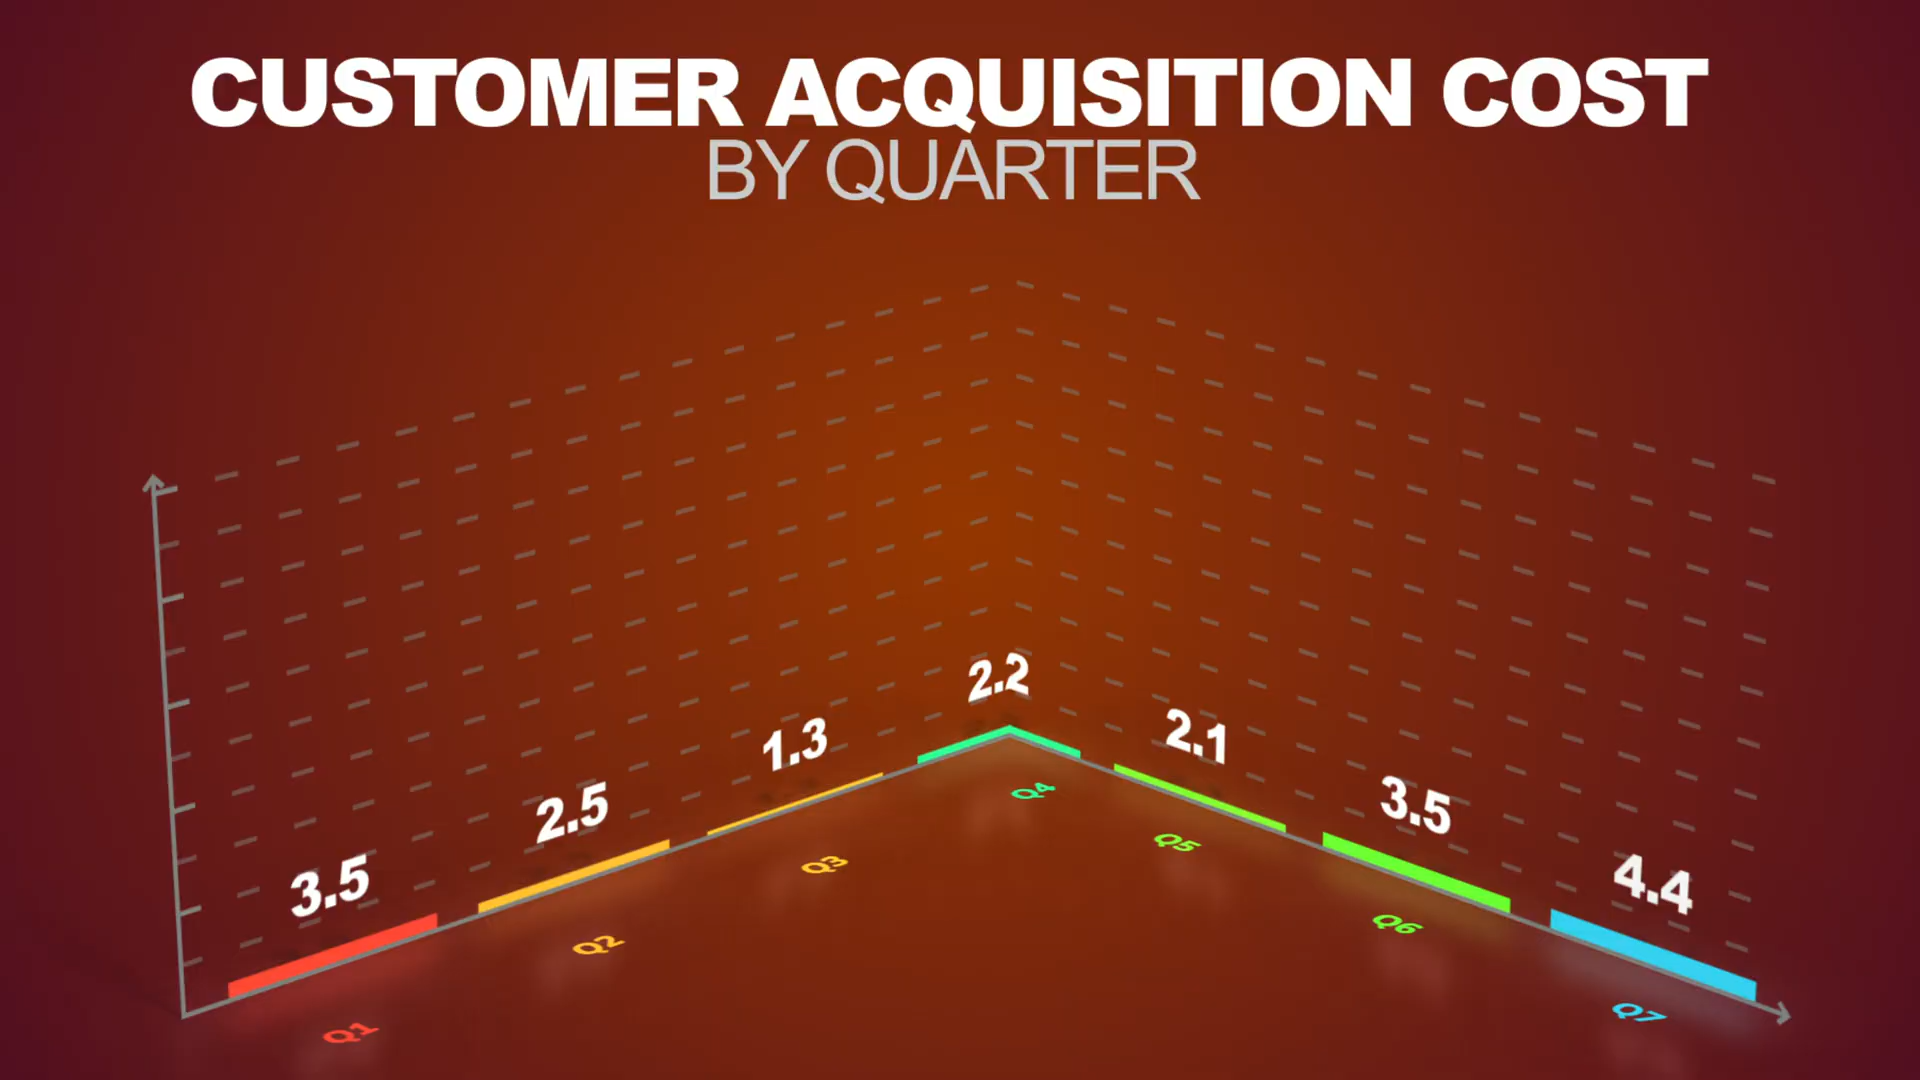 CUSTOMER ACQUISITION COST
BY QUARTER
3.5
2.5
1.3
2.2
2.1
3.5
4.4
Q1
Q2
Q3
Q4
Q5
Q6
Q7